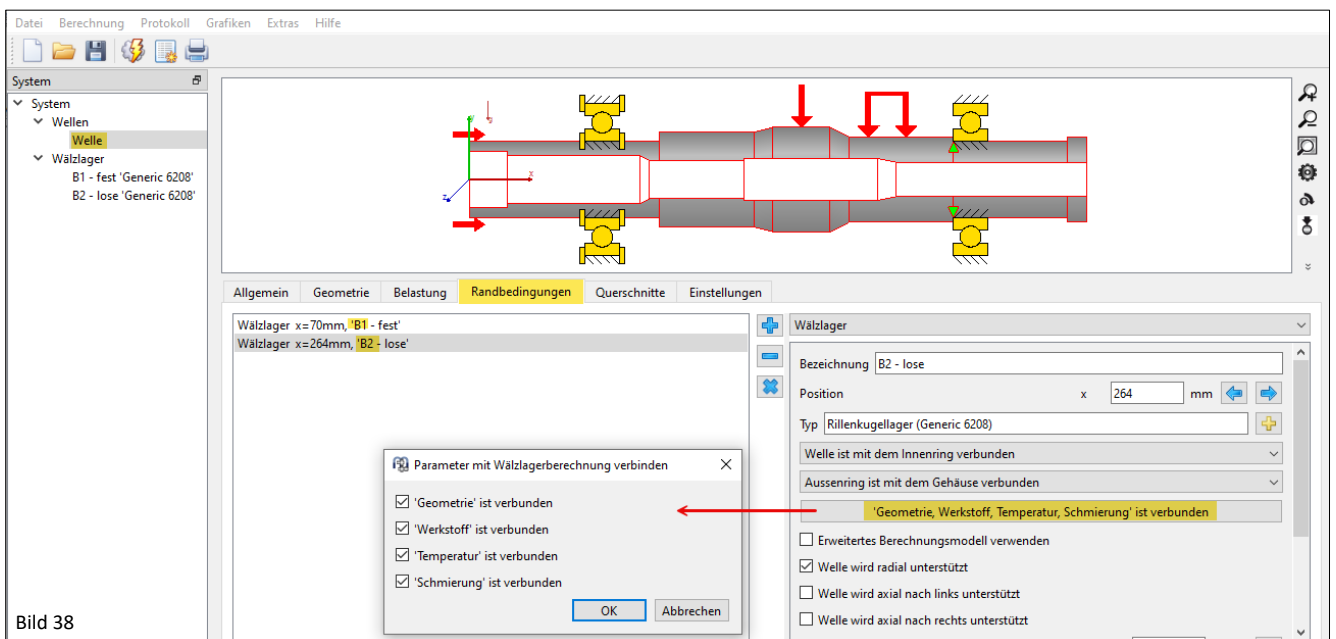 Datei Berechnung Protokoll Grafiken Extras Hilfe
System
System
Wellen
Welle
Wälzlager
B1 - fest 'Generic 6208'
B2 - lose 'Generic 6208'
y
x
z
Allgemein Geometrie Belastung Randbedingungen Querschnitte Einstellungen
Wälzlager x=70mm, 'B1 - fest'
Wälzlager x=264mm, 'B2 - lose'
Wälzlager
Bezeichnung B2 - lose
Position x 264 mm
Typ Rillenkugellager (Generic 6208)
Welle ist mit dem Innenring verbunden
Aussenring ist mit dem Gehäuse verbunden
'Geometrie, Werkstoff, Temperatur, Schmierung' ist verbunden
Erweitertes Berechnungsmodell verwenden
Welle wird radial unterstützt
Welle wird axial nach links unterstützt
Welle wird axial nach rechts unterstützt
Parameter mit Wälzlagerberechnung verbinden
'Geometrie' ist verbunden
'Werkstoff' ist verbunden
'Temperatur' ist verbunden
'Schmierung' ist verbunden
OK Abbrechen
Bild 38